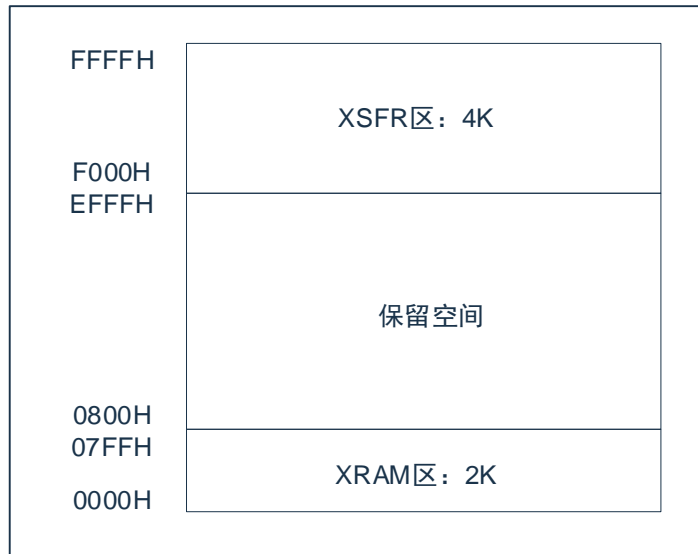 FFFFH
XSFR区：4K
F000H
EFFFH
保留空间
0800H
07FFH
XRAM区：2K
0000H